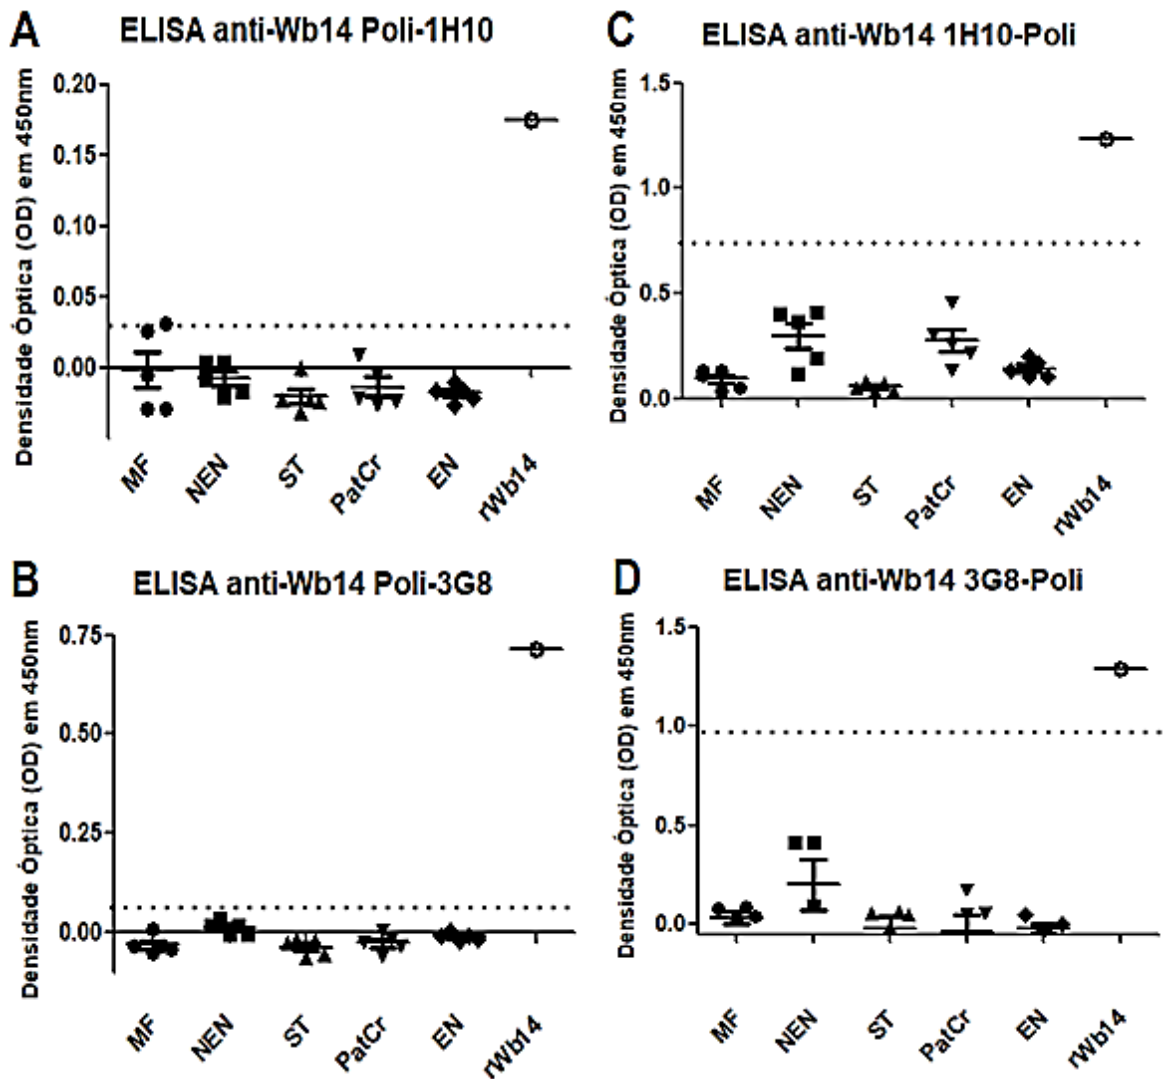 A
ELISA anti-Wb14 Poli-1H10
Densidade Óptica (OD) em 450nm
0.20
0.15
0.10
0.05
0.00
MF
NEN
ST
PatCr
EN
rWb14
C
ELISA anti-Wb14 1H10-Poli
Densidade Óptica (OD) em 450nm
1.5
1.0
0.5
0.0
MF
NEN
ST
PatCr
EN
rWb14
B
ELISA anti-Wb14 Poli-3G8
Densidade Óptica (OD) em 450nm
0.75
0.50
0.25
0.00
MF
NEN
ST
PatCr
EN
rWb14
D
ELISA anti-Wb14 3G8-Poli
Densidade Óptica (OD) em 450nm
1.5
1.0
0.5
0.0
MF
NEN
ST
PatCr
EN
rWb14